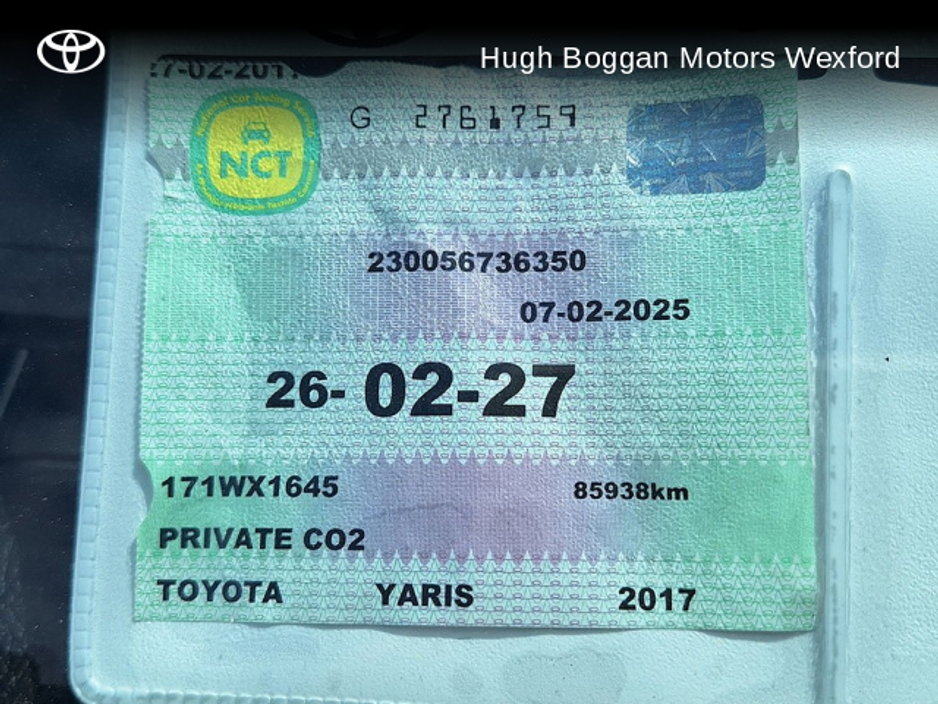 Hugh Boggan Motors Wexford
G 2761759
NCT
230056736350
07-02-2025
26-02-27
171WX1645 85938km
PRIVATE CO2
TOYOTA YARIS 2017